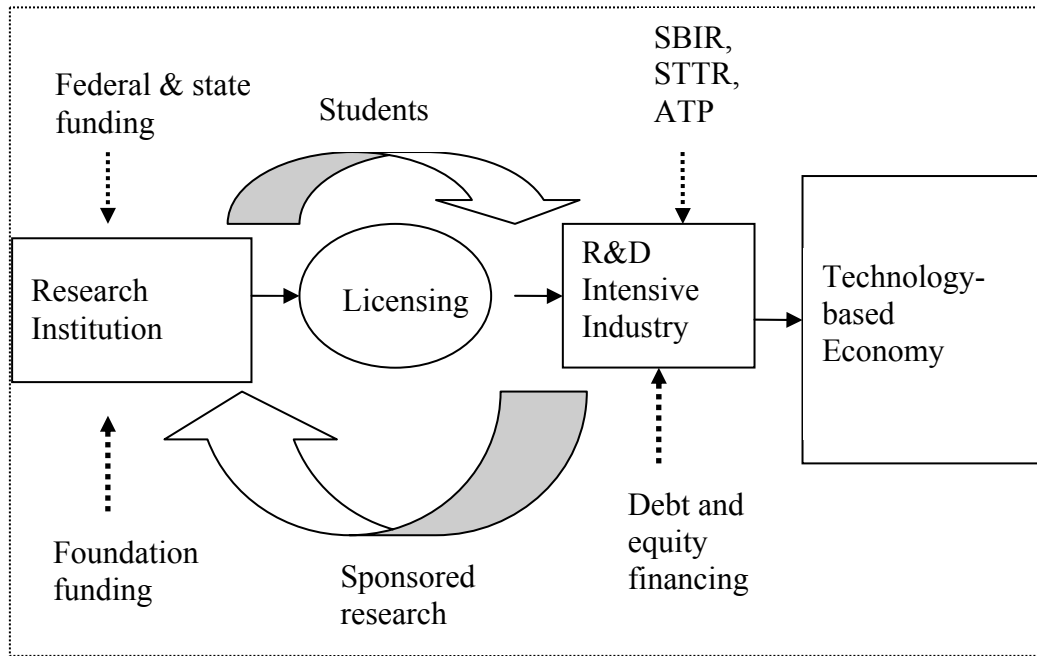 SBIR,
STTR,
ATP
Federal & state
funding
Students
Research
Institution
Licensing
R&D
Intensive
Industry
Technology-
based
Economy
Foundation
funding
Sponsored
research
Debt and
equity
financing